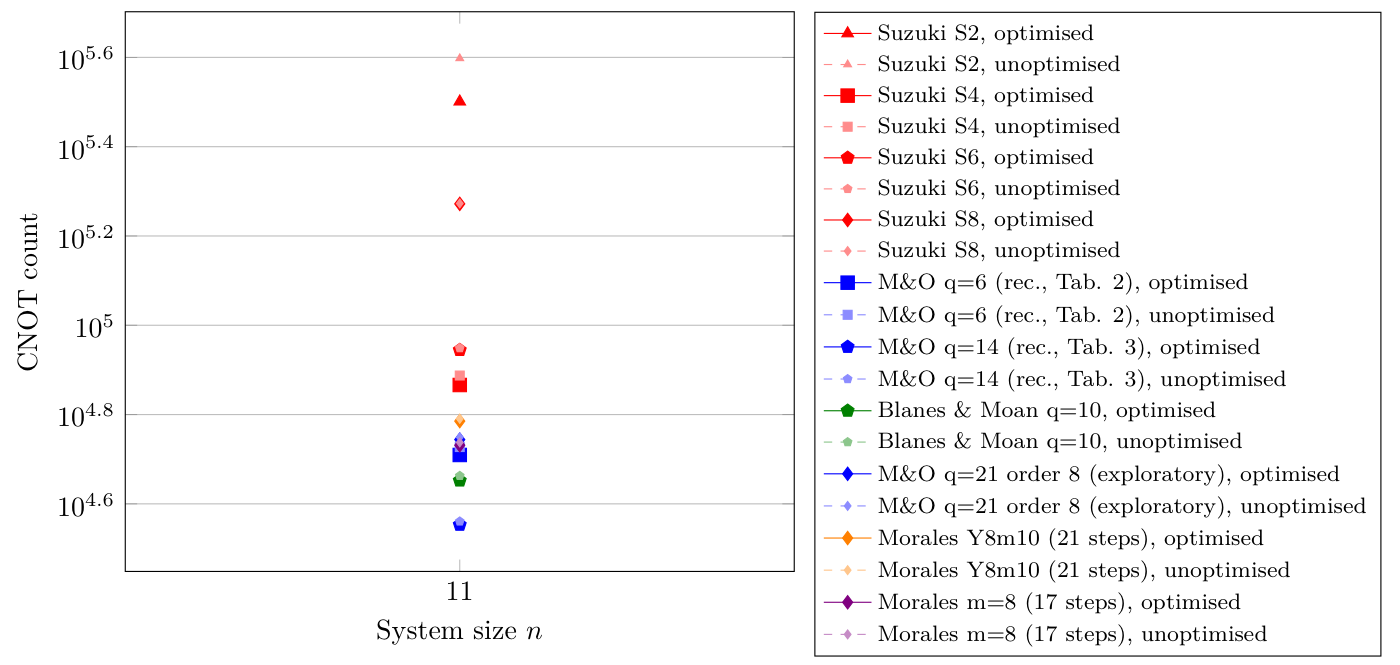 10^5.6
10^5.4
10^5.2
10^5
10^4.8
10^4.6
CNOT count
11
System size n
Suzuki S2, optimised
Suzuki S2, unoptimised
Suzuki S4, optimised
Suzuki S4, unoptimised
Suzuki S6, optimised
Suzuki S6, unoptimised
Suzuki S8, optimised
Suzuki S8, unoptimised
M&O q=6 (rec., Tab. 2), optimised
M&O q=6 (rec., Tab. 2), unoptimised
M&O q=14 (rec., Tab. 3), optimised
M&O q=14 (rec., Tab. 3), unoptimised
Blanes & Moan q=10, optimised
Blanes & Moan q=10, unoptimised
M&O q=21 order 8 (exploratory), optimised
M&O q=21 order 8 (exploratory), unoptimised
Morales Y8m10 (21 steps), optimised
Morales Y8m10 (21 steps), unoptimised
Morales m=8 (17 steps), optimised
Morales m=8 (17 steps), unoptimised